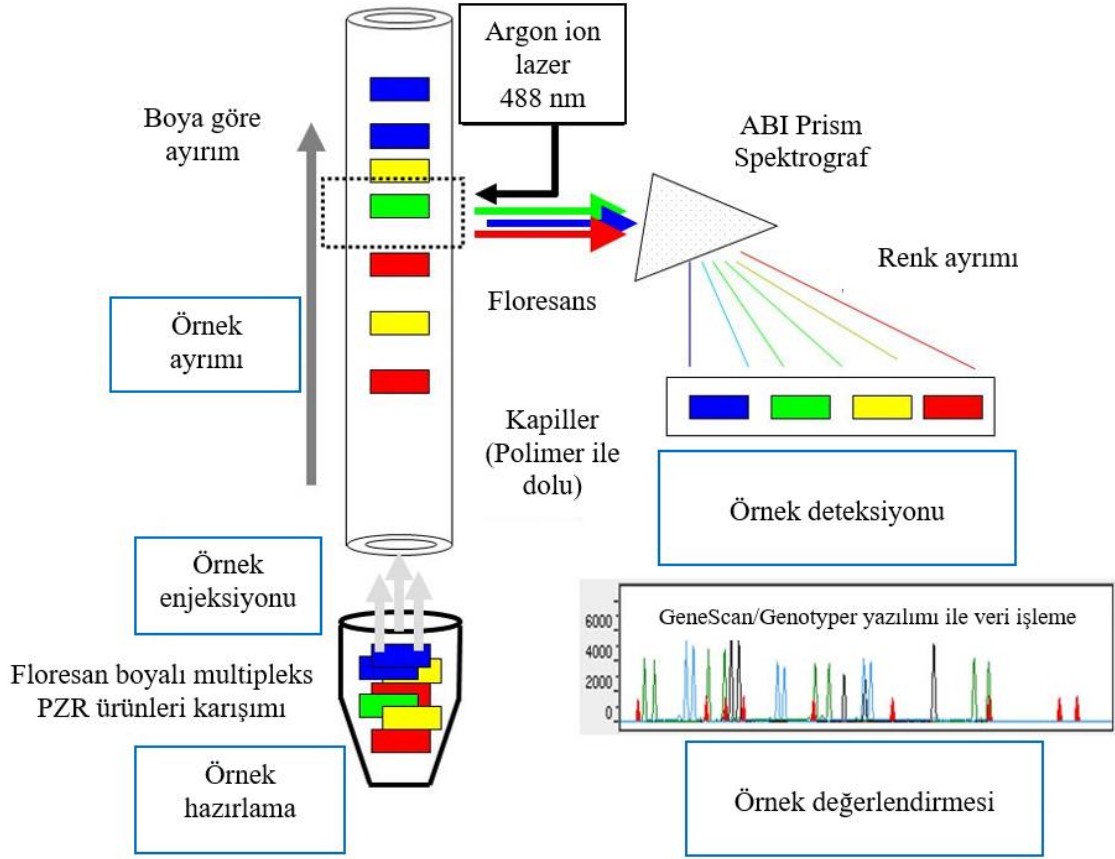 Argon ion
lazer
488 nm
Boya göre
ayırım
ABI Prism
Spektrograf
Renk ayrımı
Floresans
Örnek
ayrımı
Kapiller
(Polimer ile
dolu)
Örnek deteksiyonu
Örnek
enjeksiyonu
Floresan boyalı multipleks
PZR ürünleri karışımı
Örnek
hazırlama
GeneScan/Genotyper yazılımı ile veri işleme
6000
4000
2000
0
Örnek değerlendirmesi